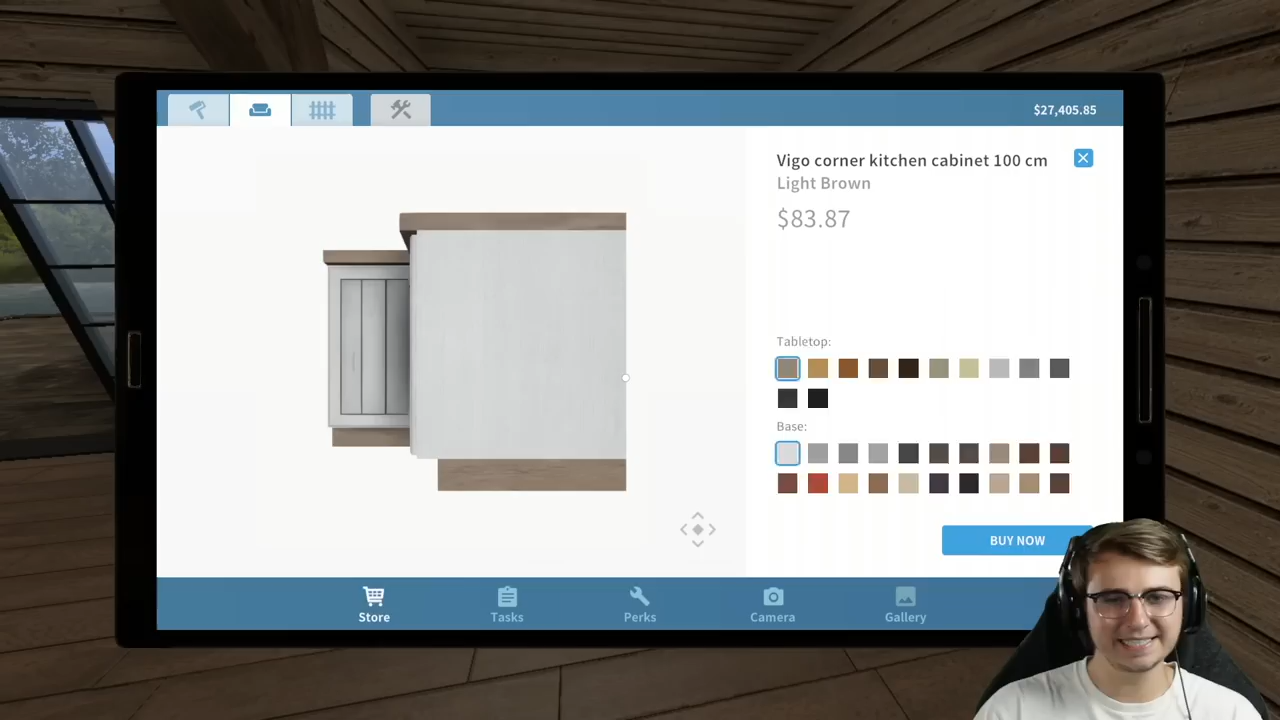 $27,405.85
Vigo corner kitchen cabinet 100 cm
Light Brown
$83.87
Tabletop:
Base:
BUY NOW
Store
Tasks
Perks
Camera
Gallery